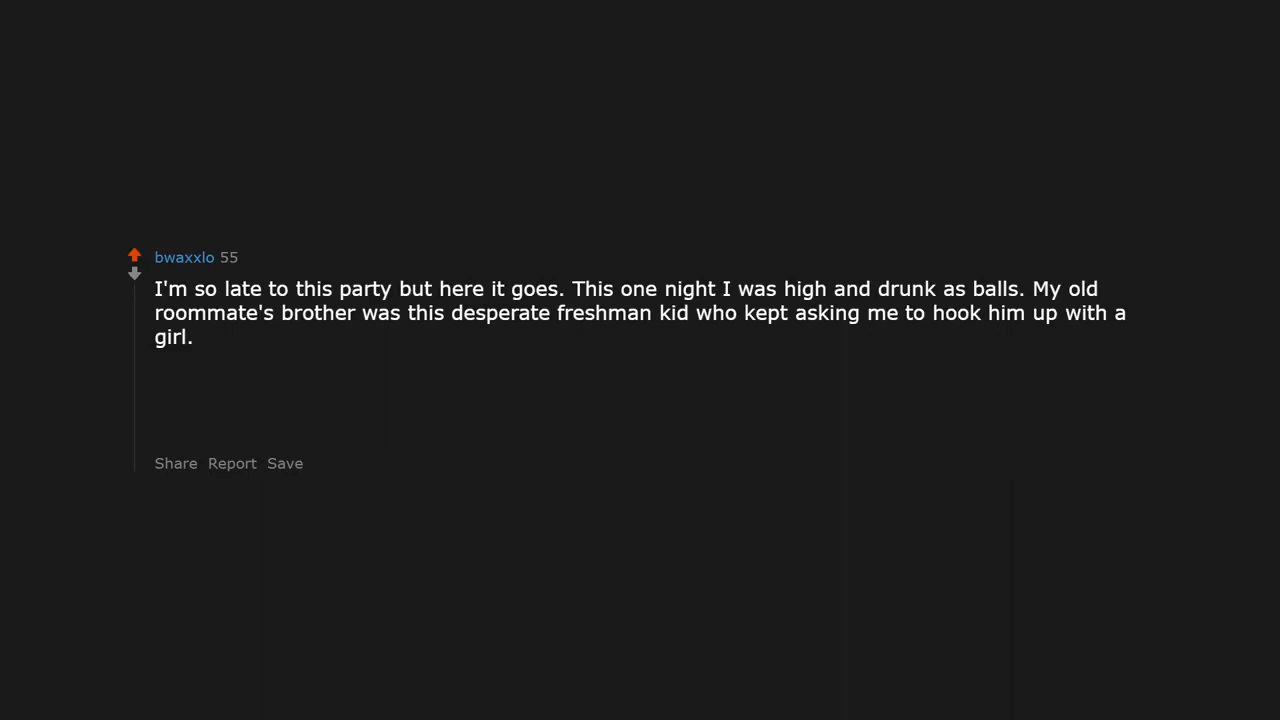 bwaxxlo 55
I'm so late to this party but here it goes. This one night I was high and drunk as balls. My old
roommate's brother was this desperate freshman kid who kept asking me to hook him up with a
girl.
Share Report Save